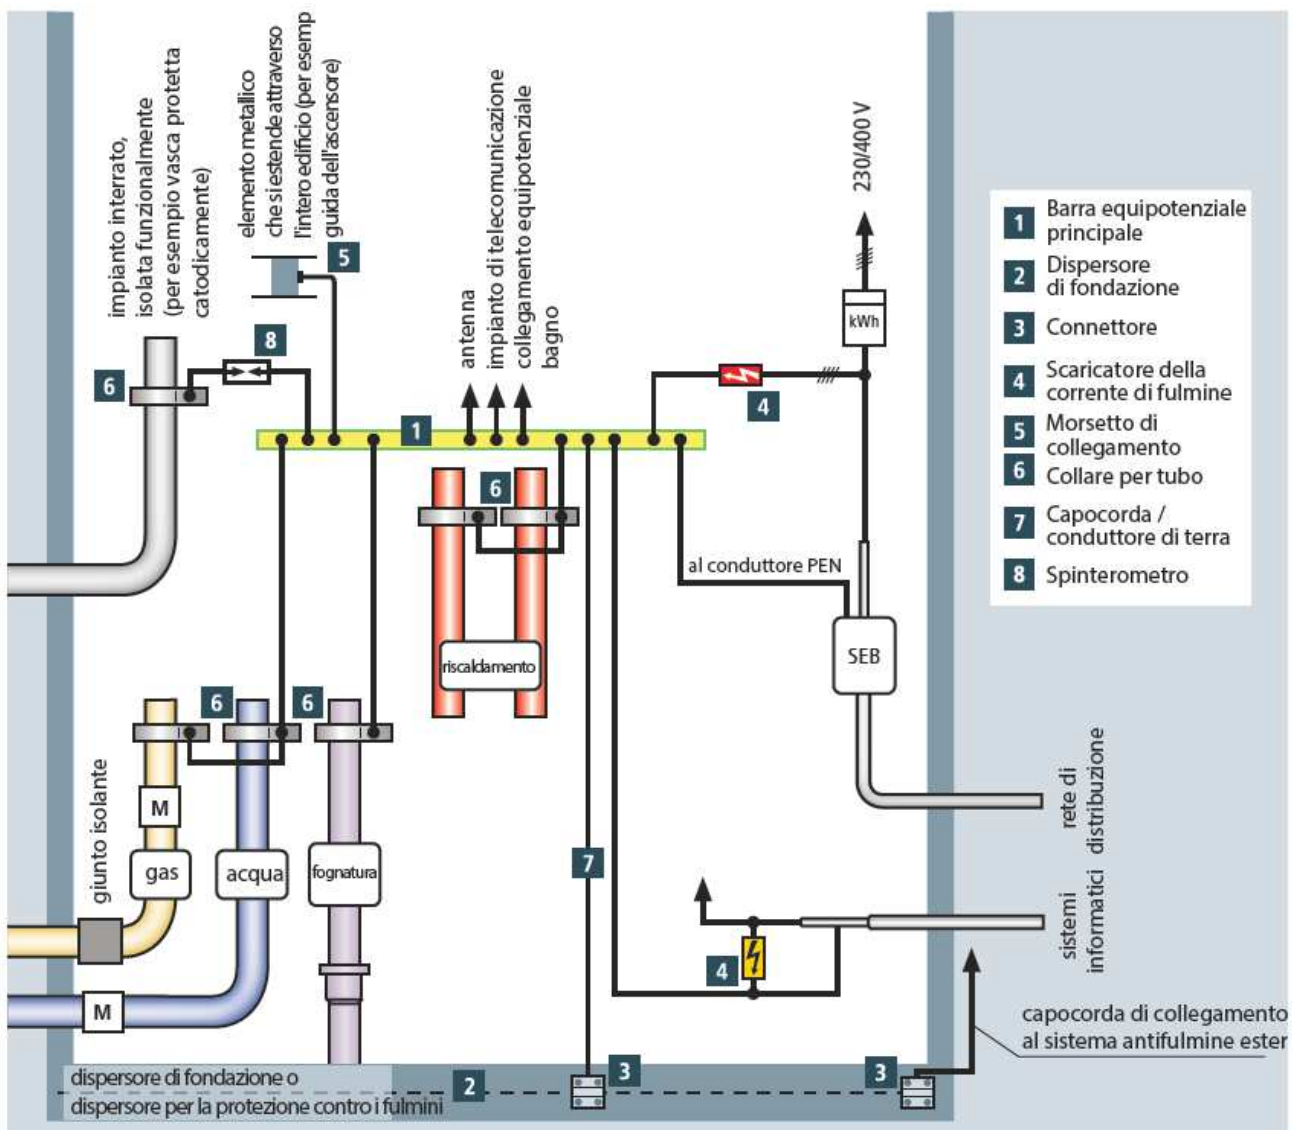 impianto interrato,
isolata funzionalmente
(per esempio vasca protetta
catodicamente)
elemento metallico
che si estende attraverso
l'intero edificio (per esemp
guida dell'ascensore)
5
8
6
antenna
impianto di telecomunicazione
collegamento equipotenziale
bagno
230/400 V
kWh
4
1
6
riscaldamento
al conduttore PEN
SEB
1 Barra equipotenziale
principale
2 Dispersore
di fondazione
3 Connettore
4 Scaricatore della
corrente di fulmine
5 Morsetto di
collegamento
6 Collare per tubo
7 Capocorda /
conduttore di terra
8 Spinterometro
6
6
giunto isolante
M
gas
acqua
fognatura
M
7
4
rete di
distribuzione
sistemi
informatici
capocorda di collegamento
al sistema antifulmine ester
dispersore di fondazione o
dispersore per la protezione contro i fulmini
2
3
3